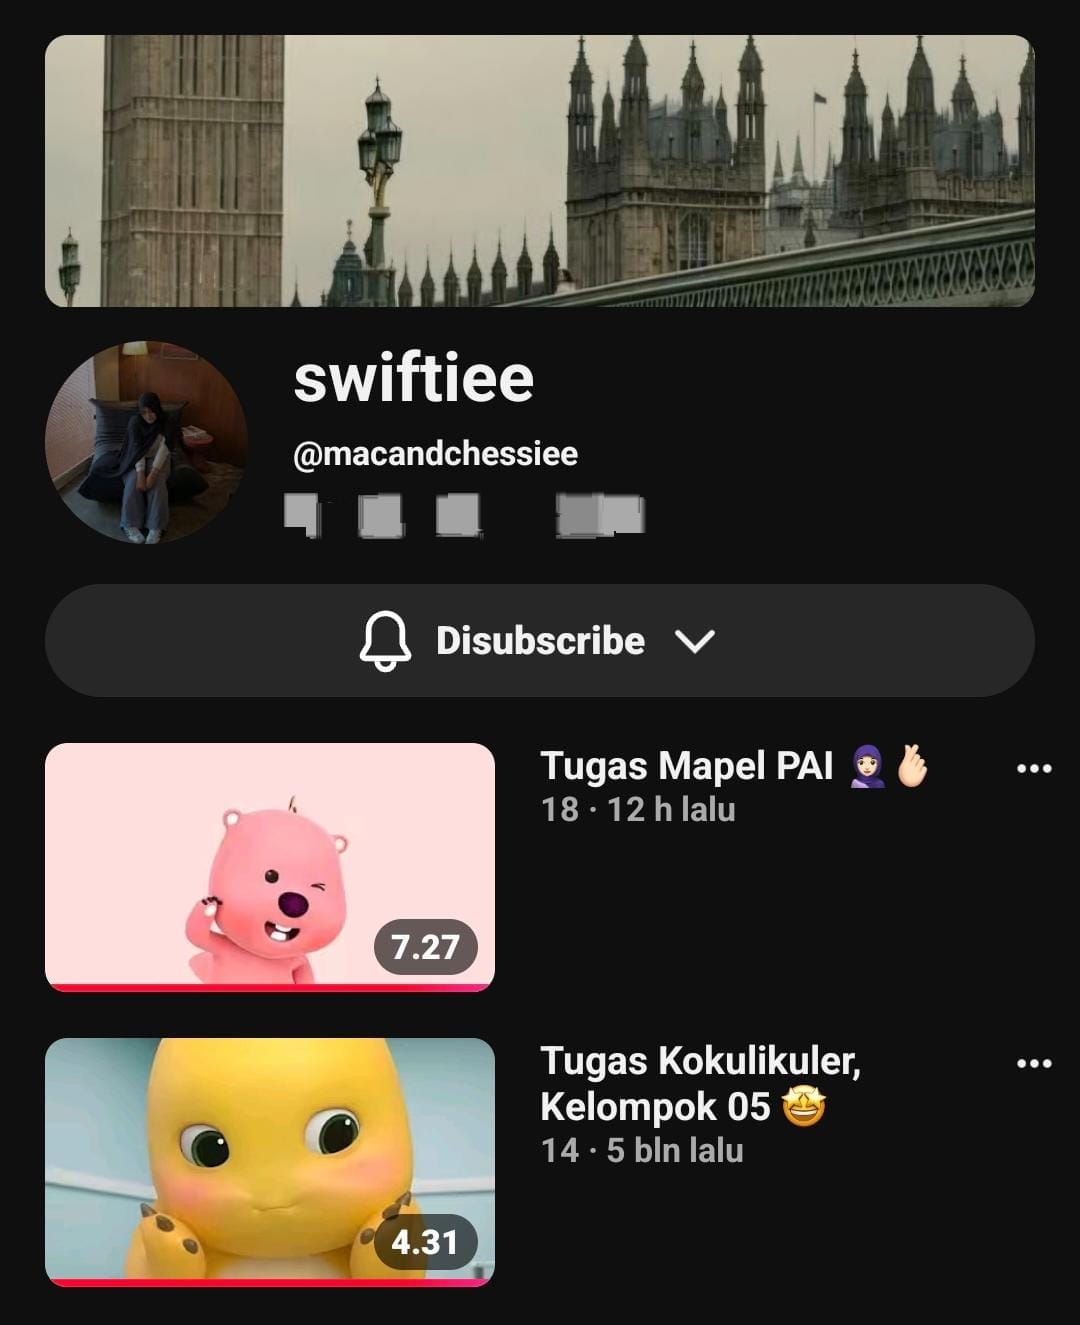 swiftiee
@macandchessiee
Disubscribe
Tugas Mapel PAI 🧕🏻🫰🏻
18 · 12 h lalu
7.27
Tugas Kokulikuler,
Kelompok 05 🤩
14 · 5 bln lalu
4.31